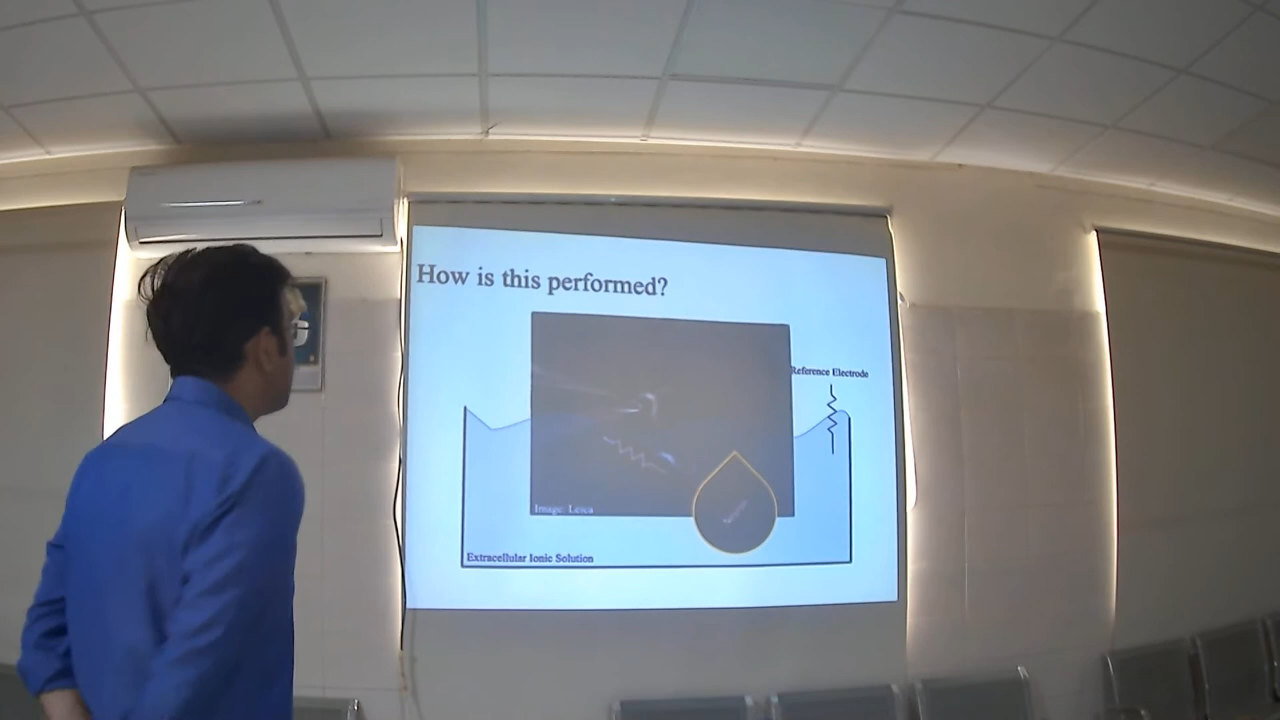 How is this performed?
Reference Electrode
Image: Leica
Extracellular Ionic Solution